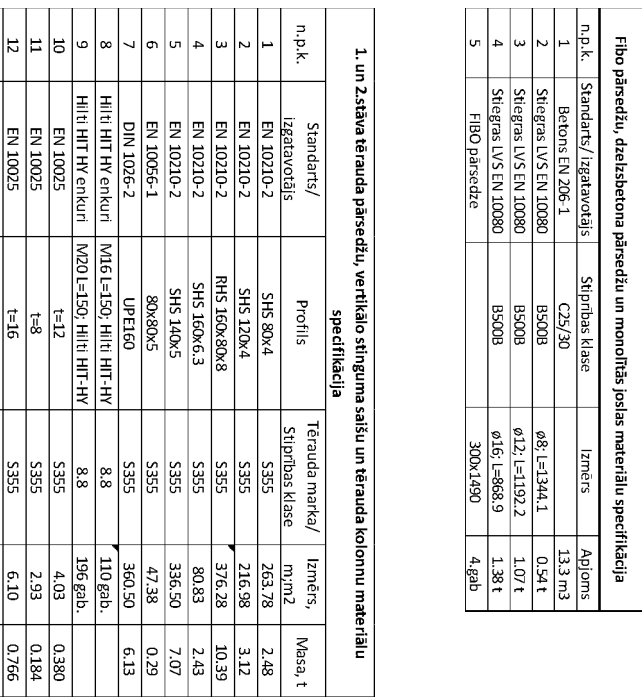 Fibo pārsedžu, dzelzsbetona pārsedžu un monolītās joslas materiālu specifikācija
n.p.k. Standarts/ izgatavotājs Stiprības klase Izmērs Apjoms
1 Betons EN 206-1 C25/30 13.3 m3
2 Stiegras LVS EN 10080 B500B ø8; L=1344.1 0.54 t
3 Stiegras LVS EN 10080 B500B ø12; L=1192.2 1.07 t
4 Stiegras LVS EN 10080 B500B ø16; L=868.9 1.38 t
5 FIBO pārsedze 300x1490 4.gab
1. un 2.stāva tērauda pārsedžu, vertikālo stinguma saišu un tērauda kolonnu materiālu
specifikācija
n.p.k. Standarts/ izgatavotājs Profils Tērauda marka/ Stiprības klase Izmērs, m;m2 Masa, t
1 EN 10210-2 SHS 80x4 S355 263.78 2.48
2 EN 10210-2 SHS 120x4 S355 216.98 3.12
3 EN 10210-2 RHS 160x80x8 S355 376.28 10.39
4 EN 10210-2 SHS 160x6.3 S355 80.83 2.43
5 EN 10210-2 SHS 140x5 S355 336.50 7.07
6 EN 10056-1 80x80x5 S355 47.38 0.29
7 DIN 1026-2 UPE160 S355 360.50 6.13
8 Hilti HIT HY enkuri M16 L=150; Hilti HIT-HY 8.8 110 gab.
9 Hilti HIT HY enkuri M20 L=150; Hilti HIT-HY 8.8 196 gab.
10 EN 10025 t=12 S355 4.03 0.380
11 EN 10025 t=8 S355 2.93 0.184
12 EN 10025 t=16 S355 6.10 0.766